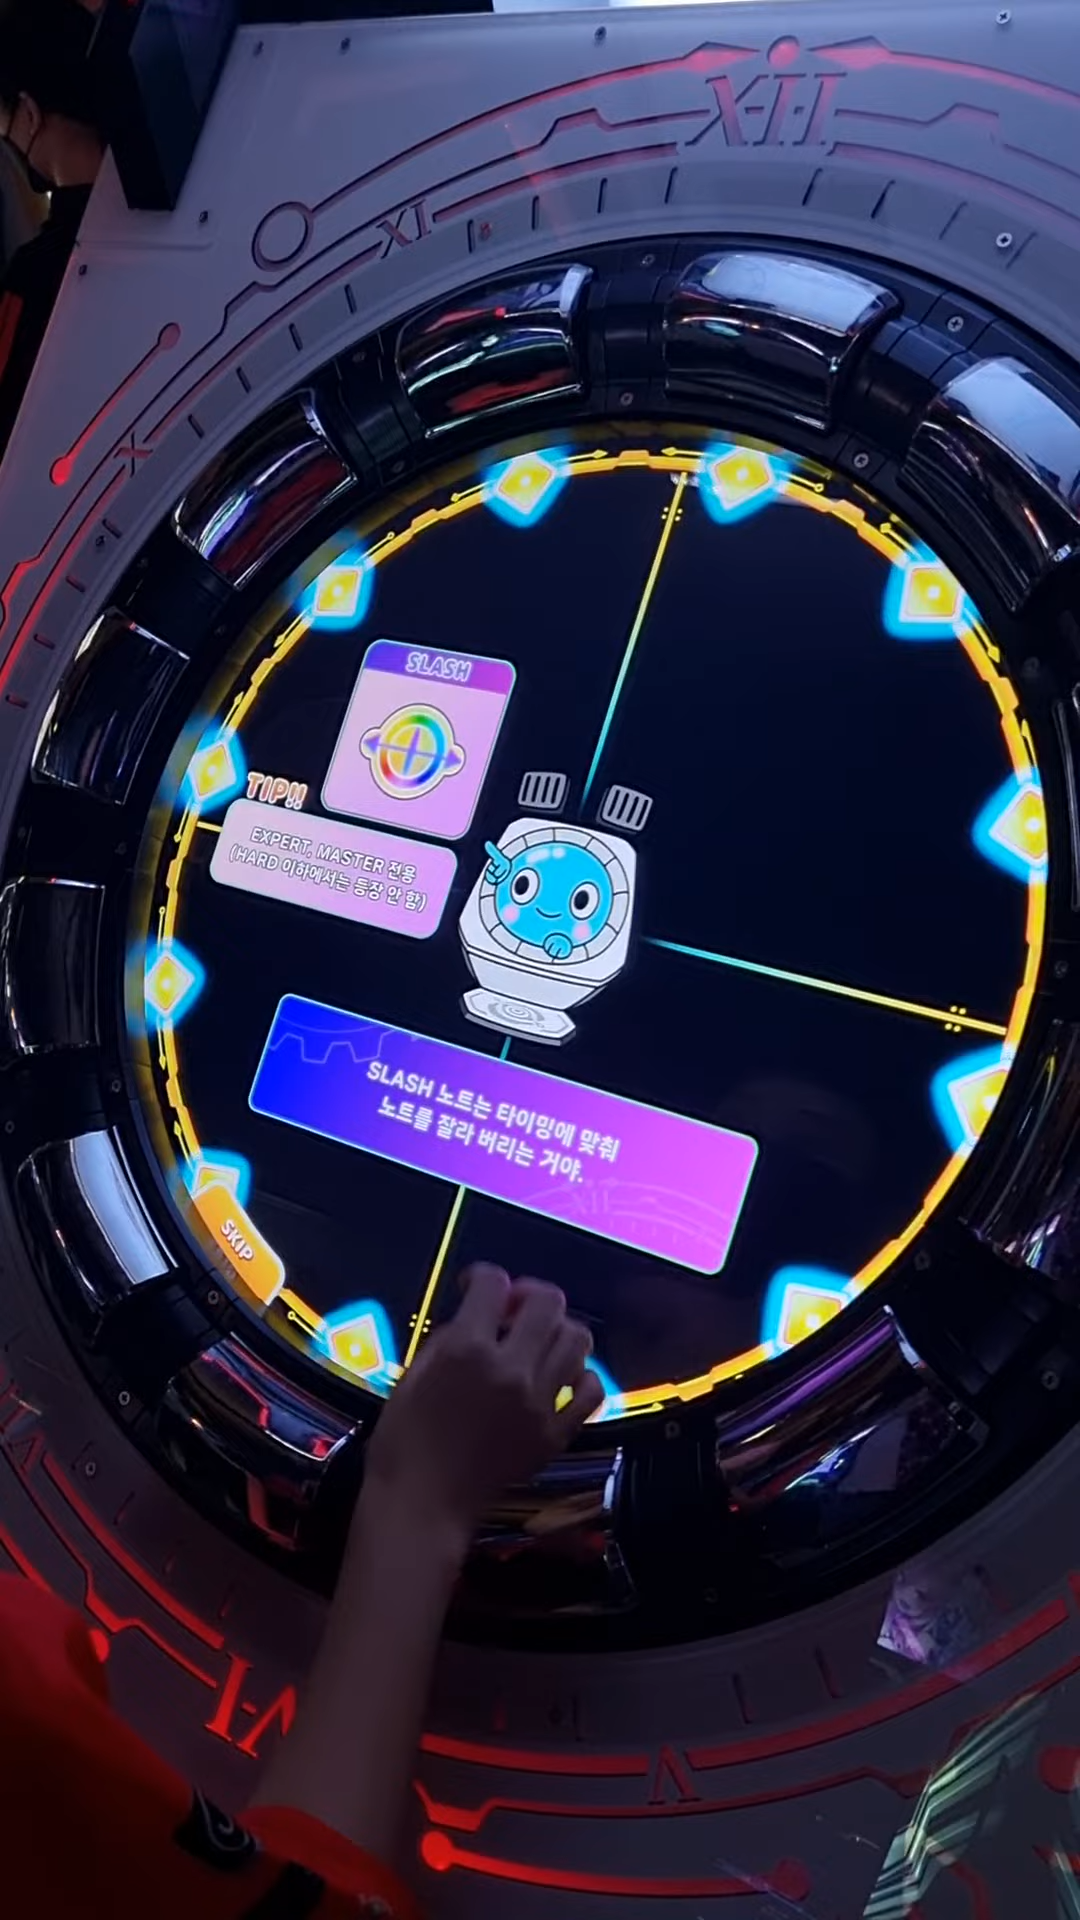 XII
XI
X
SLASH
TIP!!
EXPERT, MASTER 전용
(HARD 이하에서는 등장 안 함)
SLASH 노트는 타이밍에 맞춰
노트를 잘라 버리는 거야.
XII
SKIP
VI
V